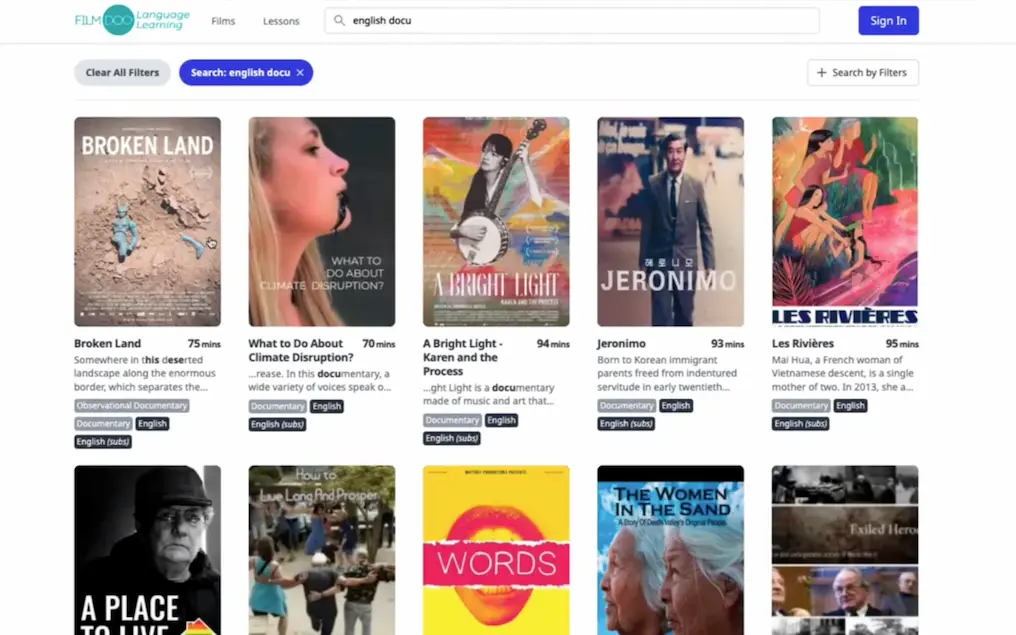 FILM DOO Language Learning
Films
Lessons
english docu
Sign In
Clear All Filters
Search: english docu ×
+ Search by Filters
BROKEN LAND
WHAT TO
DO ABOUT
CLIMATE DISRUPTION?
A BRIGHT LIGHT
KAREN AND THE PROCESS
헤로니모
JERONIMO
LES RIVIÈRES
Broken Land 75 mins
Somewhere in this deserted
landscape along the enormous
border, which separates the...
Observational Documentary
Documentary English
English (subs)
What to Do About 70 mins
Climate Disruption?
...rease. In this documentary, a
wide variety of voices speak o...
Documentary English
English (subs)
A Bright Light - 94 mins
Karen and the
Process
...ght Light is a documentary
made of music and art that...
Documentary English
English (subs)
Jeronimo 93 mins
Born to Korean immigrant
parents freed from indentured
servitude in early twentieth...
Documentary English
English (subs)
Les Rivières 95 mins
Mai Hua, a French woman of
Vietnamese descent, is a single
mother of two. In 2013, she a...
Documentary English
English (subs)
A PLACE
TO LIVE
How to
Live Long And Prosper
WORDS
THE WOMEN
IN THE SAND
A Story Of Death Valley's Original People
Exiled Hero